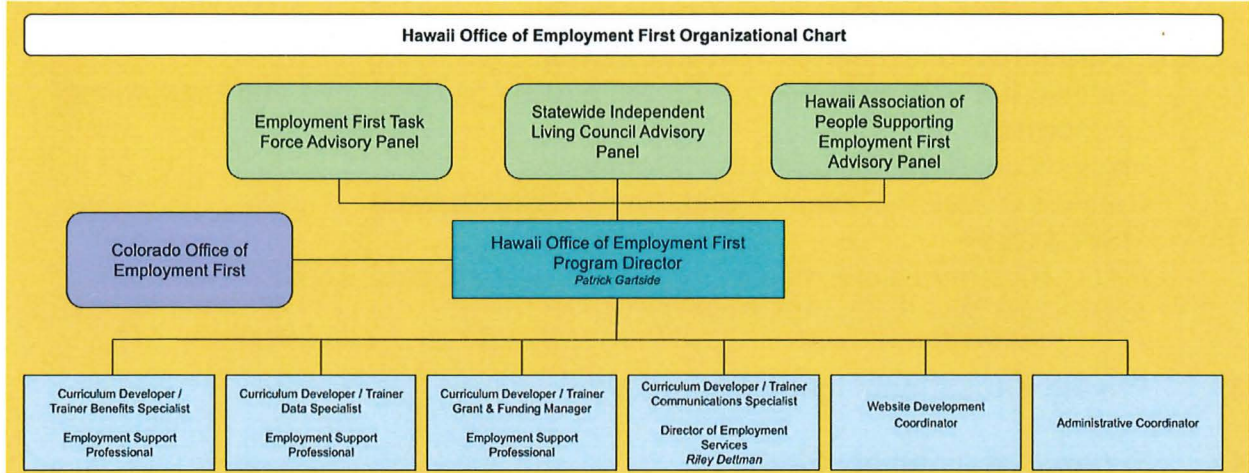 Hawaii Office of Employment First Organizational Chart
Employment First Task
Force Advisory Panel
Statewide Independent
Living Council Advisory
Panel
Hawaii Association of
People Supporting
Employment First
Advisory Panel
Colorado Office of
Employment First
Hawaii Office of Employment First
Program Director
Patrick Gartside
Curriculum Developer /
Trainer Benefits Specialist
Employment Support
Professional
Curriculum Developer / Trainer
Data Specialist
Employment Support
Professional
Curriculum Developer / Trainer
Grant & Funding Manager
Employment Support
Professional
Curriculum Developer / Trainer
Communications Specialist
Director of Employment
Services
Riley Dettman
Website Development
Coordinator
Administrative Coordinator